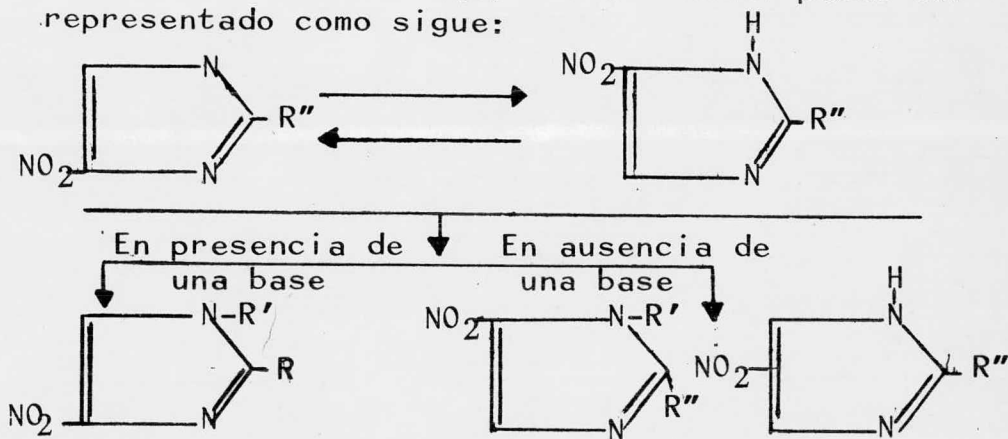 representado como sigue:
H
N NO2 N
R" R"
NO2 N N
En presencia de En ausencia de
una base una base
H
N-R' NO2 N-R' N
R NO2 R"
NO2 N N R" N